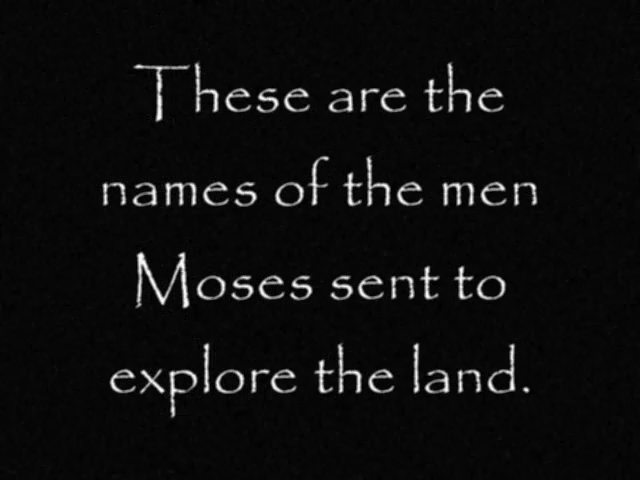 These are the
names of the men
Moses sent to
explore the land.